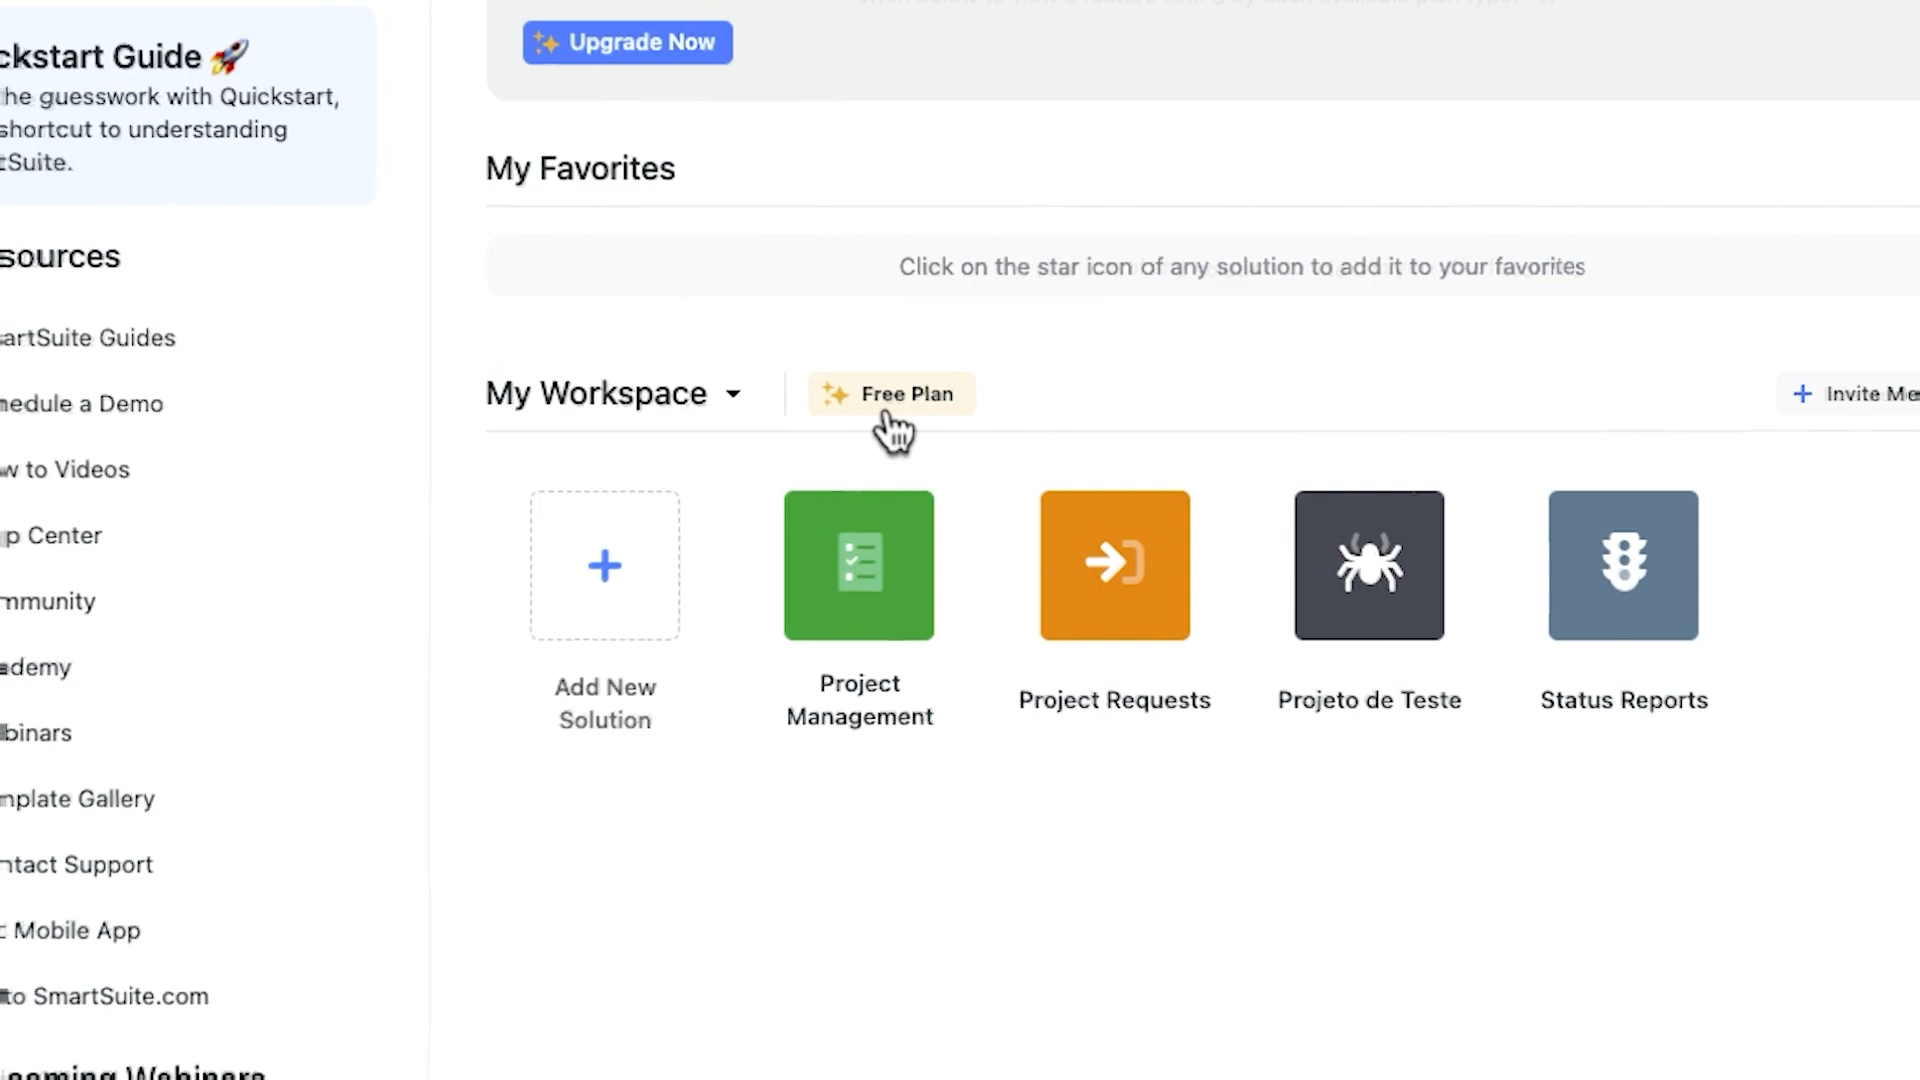 ckstart Guide 🚀
he guesswork with Quickstart,
shortcut to understanding
tSuite.
sources
artSuite Guides
hedule a Demo
w to Videos
p Center
mmunity
ademy
binars
mplate Gallery
ntact Support
t Mobile App
to SmartSuite.com
coming Webinars
Upgrade Now
My Favorites
Click on the star icon of any solution to add it to your favorites
My Workspace
Free Plan
+ Invite Me
Add New
Solution
Project
Management
Project Requests
Projeto de Teste
Status Reports